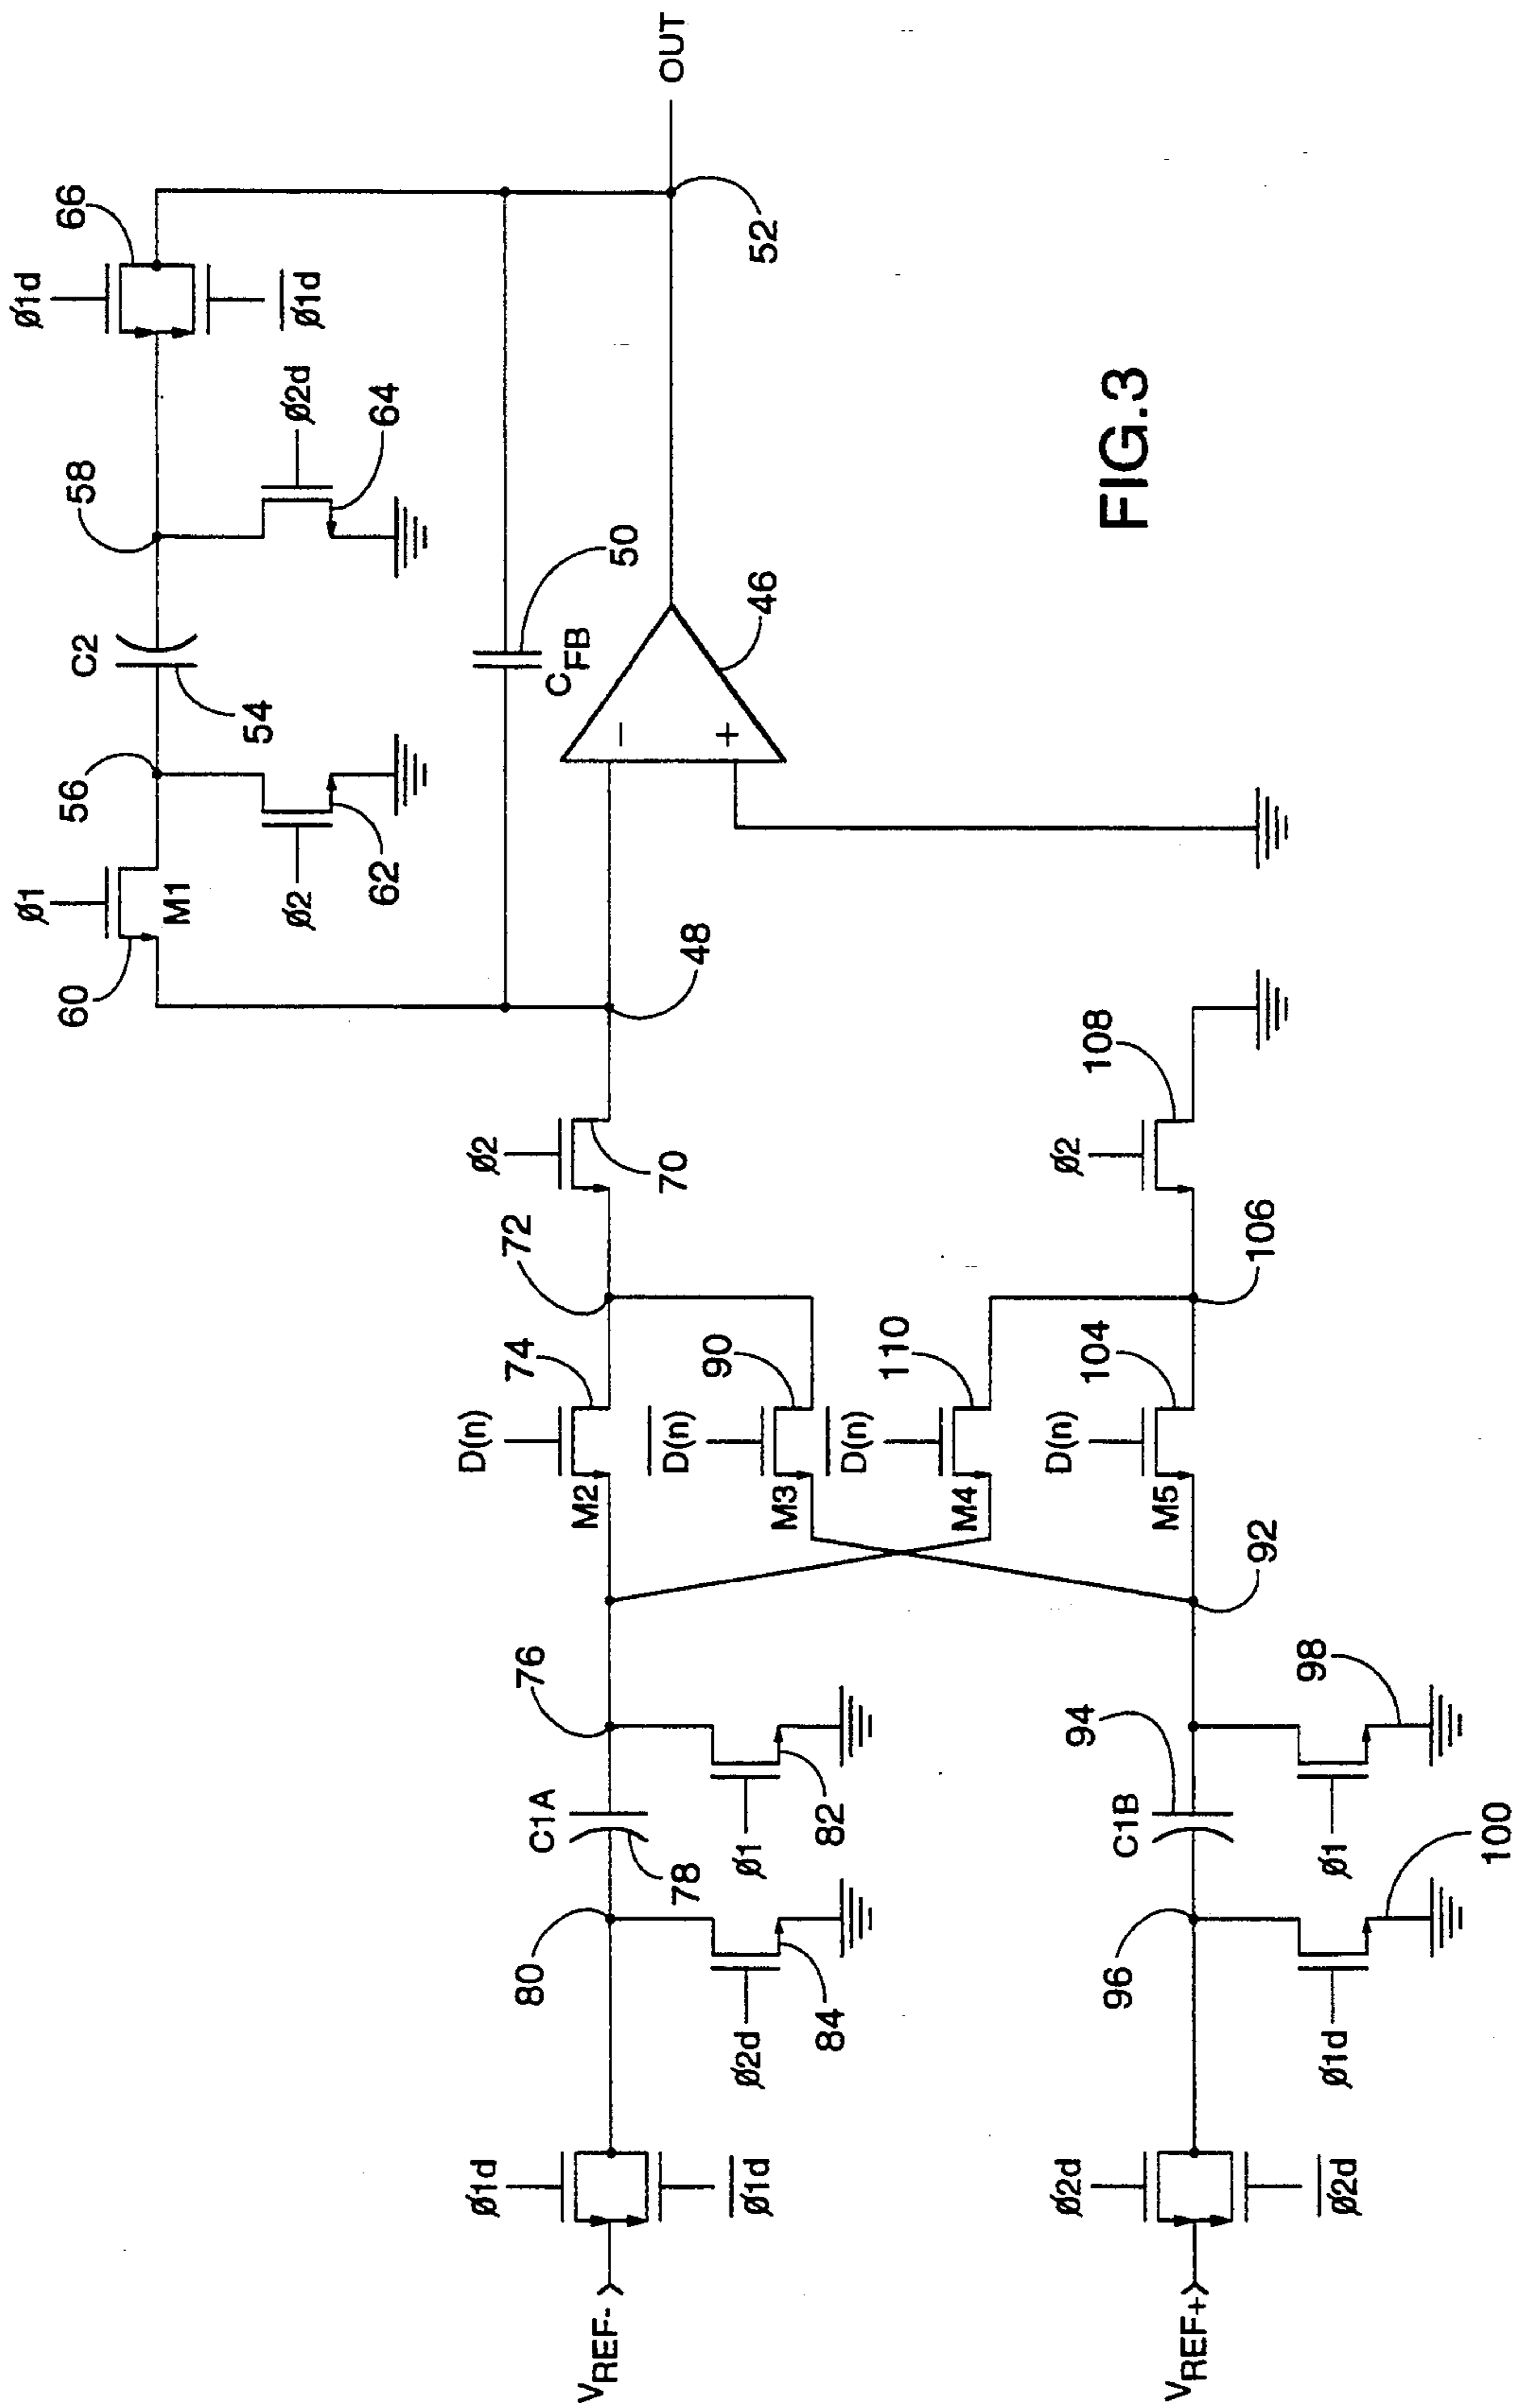 Ø1
60
M1
56
Ø2
62
C2
54
58
Ø2d
64
Ø1d
66
Ø1d
C FB
50
−
+
46
48
52
OUT
VREF-
Ø1d
Ø1d
80
Ø2d
84
C1A
78
76
Ø1
82
D(n)
M2
74
72
Ø2
70
D(n)
M3
90
D(n)
M4
110
VREF+
Ø2d
Ø2d
96
Ø1d
100
C1B
94
Ø1
98
92
D(n)
M5
104
106
Ø2
108
FIG.3